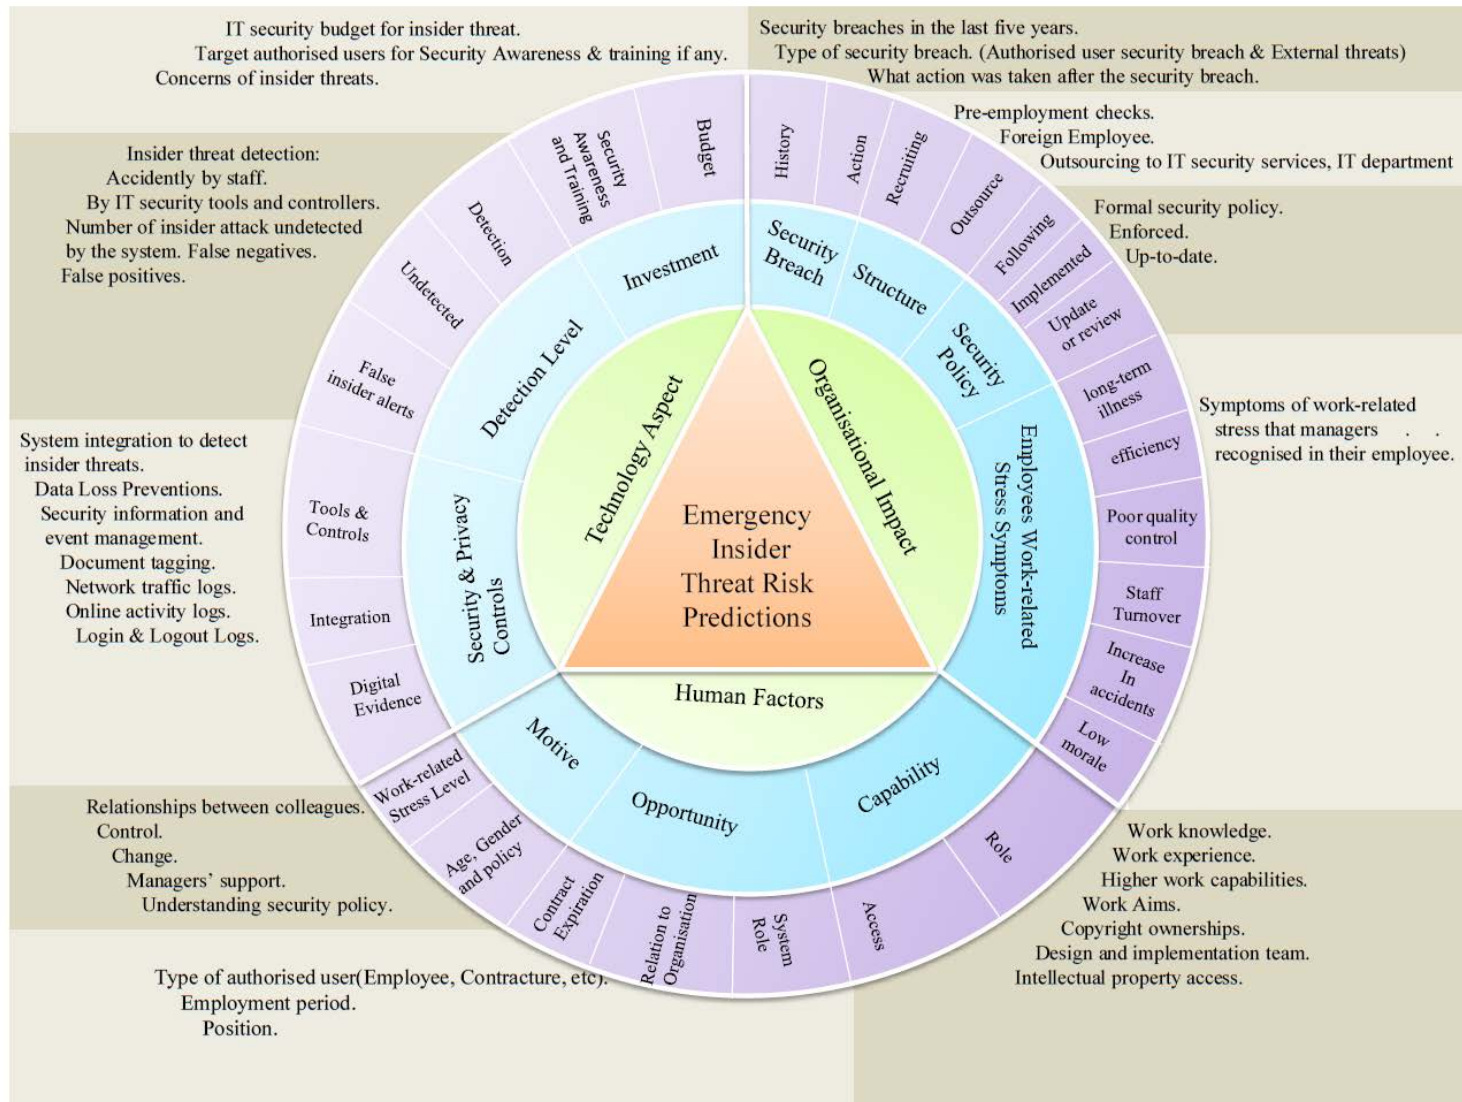 IT security budget for insider threat.
Target authorised users for Security Awareness & training if any.
Concerns of insider threats.
Security breaches in the last five years.
Type of security breach. (Authorised user security breach & External threats)
What action was taken after the security breach.
Pre-employment checks.
Foreign Employee.
Outsourcing to IT security services, IT department
Formal security policy.
Enforced.
Up-to-date.
Symptoms of work-related
stress that managers . .
recognised in their employee.
Work knowledge.
Work experience.
Higher work capabilities.
Work Aims.
Copyright ownerships.
Design and implementation team.
Intellectual property access.
Type of authorised user(Employee, Contracture, etc).
Employment period.
Position.
Relationships between colleagues.
Control.
Change.
Managers' support.
Understanding security policy.
System integration to detect
insider threats.
Data Loss Preventions.
Security information and
event management.
Document tagging.
Network traffic logs.
Online activity logs.
Login & Logout Logs.
Insider threat detection:
Accidently by staff.
By IT security tools and controllers.
Number of insider attack undetected
by the system. False negatives.
False positives.
History
Action
Recruiting
Outsource
Following
Implemented
Update
or review
long-term
illness
efficiency
Poor quality
control
Staff
Turnover
Increase
In
accidents
Low
morale
Role
Access
System
Role
Relation to
Organisation
Contract
Expiration
Age, Gender
and policy
Work-related
Stress Level
Digital
Evidence
Integration
Tools &
Controls
False
insider alerts
Undetected
Detection
Security
Awareness
and Training
Budget
Security
Breach
Structure
Security
Policy
Employees Work-related
Stress Symptoms
Capability
Opportunity
Motive
Security & Privacy
Controls
Detection Level
Investment
Technology Aspect
Organisational Impact
Human Factors
Emergency
Insider
Threat Risk
Predictions